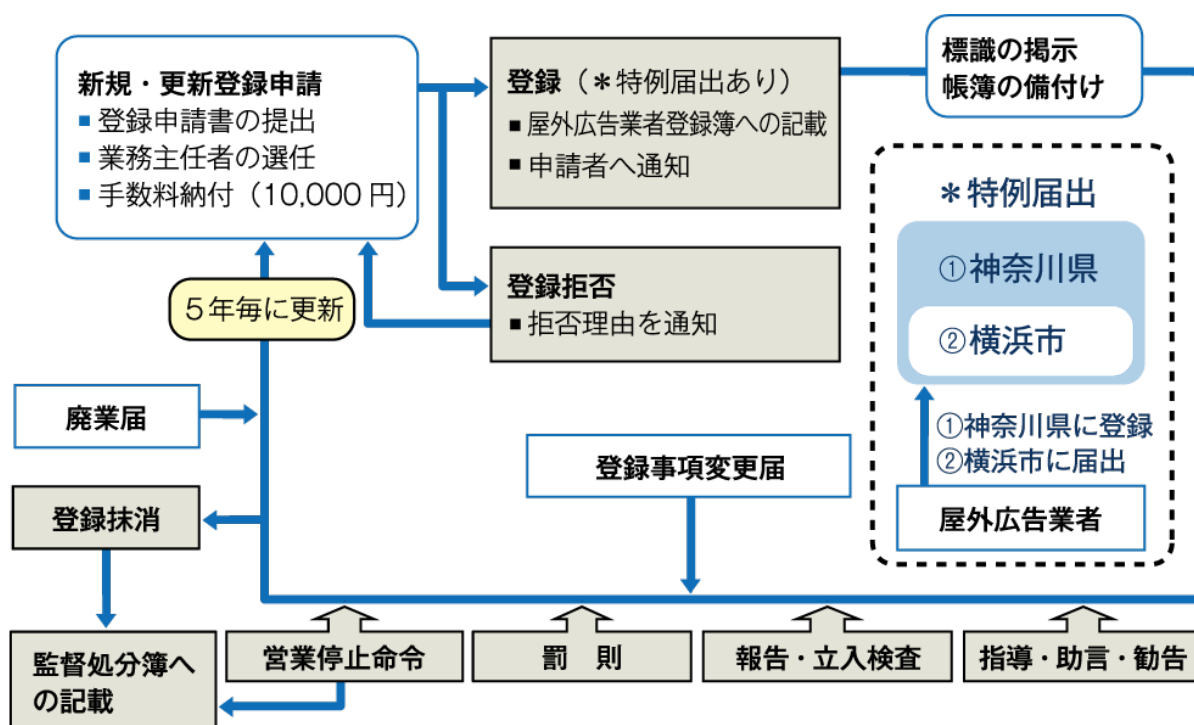 新規・更新登録申請
■ 登録申請書の提出
■ 業務主任者の選任
■ 手数料納付（10,000 円）
登録（＊特例届出あり）
■ 屋外広告業者登録簿への記載
■ 申請者へ通知
標識の掲示
帳簿の備付け
登録拒否
■ 拒否理由を通知
５年毎に更新
＊特例届出
①神奈川県
②横浜市
①神奈川県に登録
②横浜市に届出
屋外広告業者
廃業届
登録事項変更届
登録抹消
監督処分簿へ
の記載
営業停止命令
罰　則
報告・立入検査
指導・助言・勧告